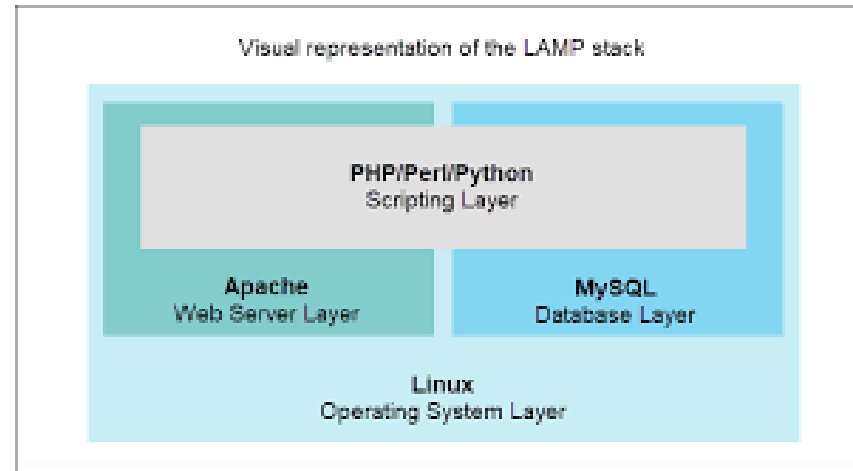 Visual representation of the LAMP stack
PHP/Perl/Python
Scripting Layer
Apache
Web Server Layer
MySQL
Database Layer
Linux
Operating System Layer